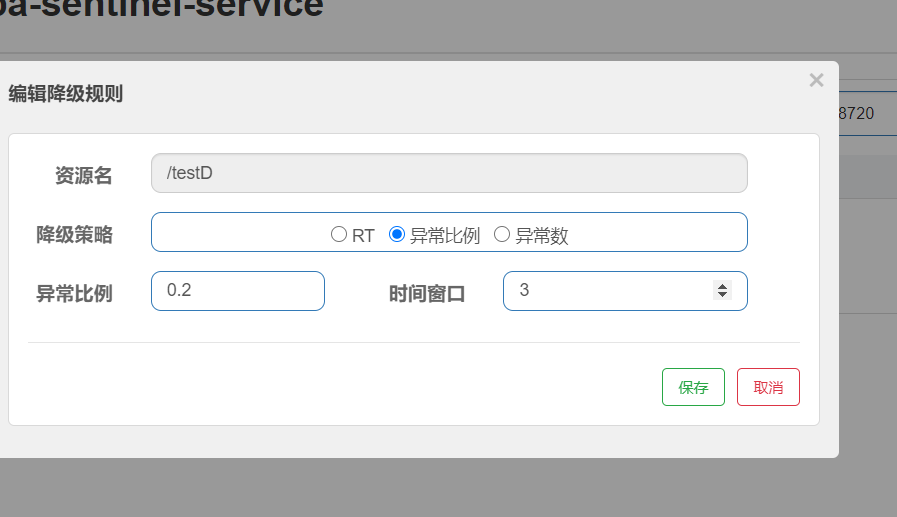 ba-sentinel-service
编辑降级规则
×
8720
资源名 /testD
降级策略 RT 异常比例 异常数
异常比例 0.2 时间窗口 3
保存 取消